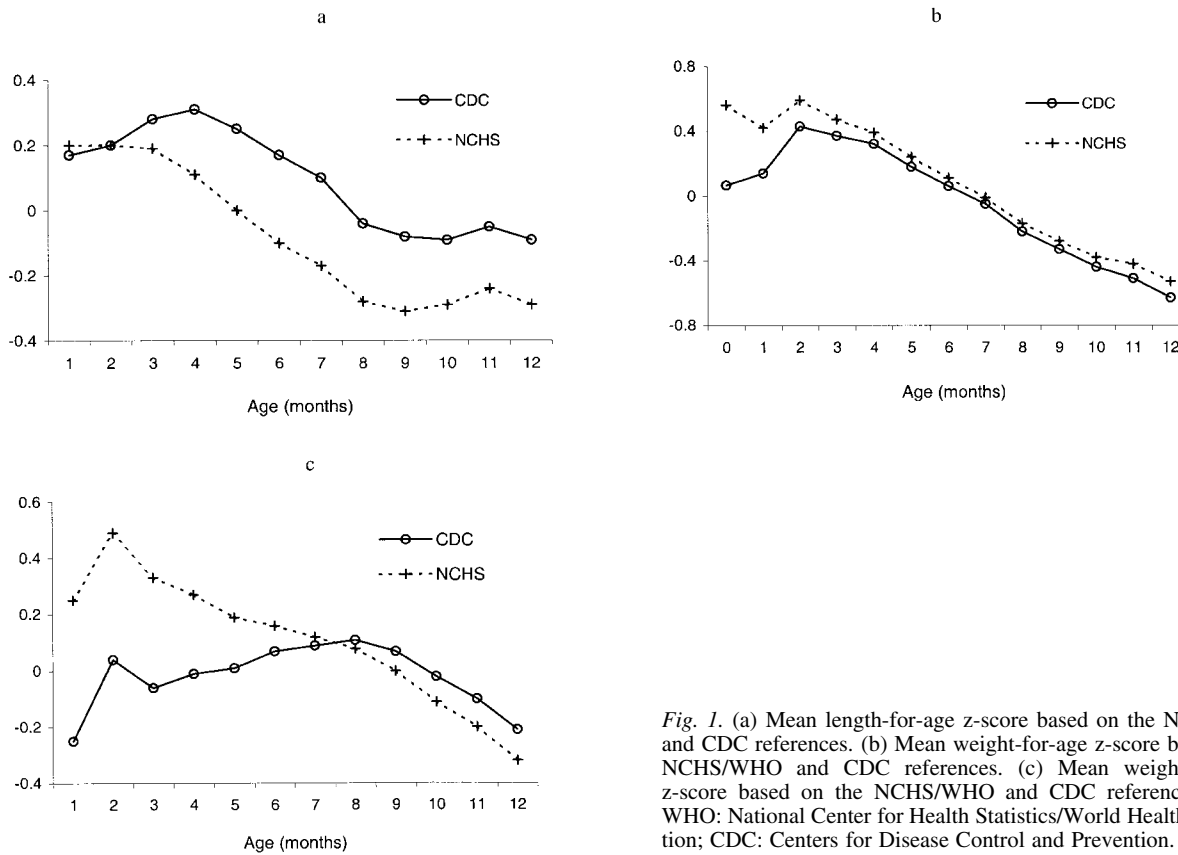 a
0.4
0.2
0
-0.2
-0.4
CDC
NCHS
1 2 3 4 5 6 7 8 9 10 11 12
Age (months)
b
0.8
0.4
0
-0.4
-0.8
CDC
NCHS
0 1 2 3 4 5 6 7 8 9 10 11 12
Age (months)
c
0.6
0.4
0.2
0
-0.2
-0.4
CDC
NCHS
1 2 3 4 5 6 7 8 9 10 11 12
Age (months)
Fig. 1. (a) Mean length-for-age z-score based on the N
and CDC references. (b) Mean weight-for-age z-score b
NCHS/WHO and CDC references. (c) Mean weigh
z-score based on the NCHS/WHO and CDC referenc
WHO: National Center for Health Statistics/World Health
tion; CDC: Centers for Disease Control and Prevention.